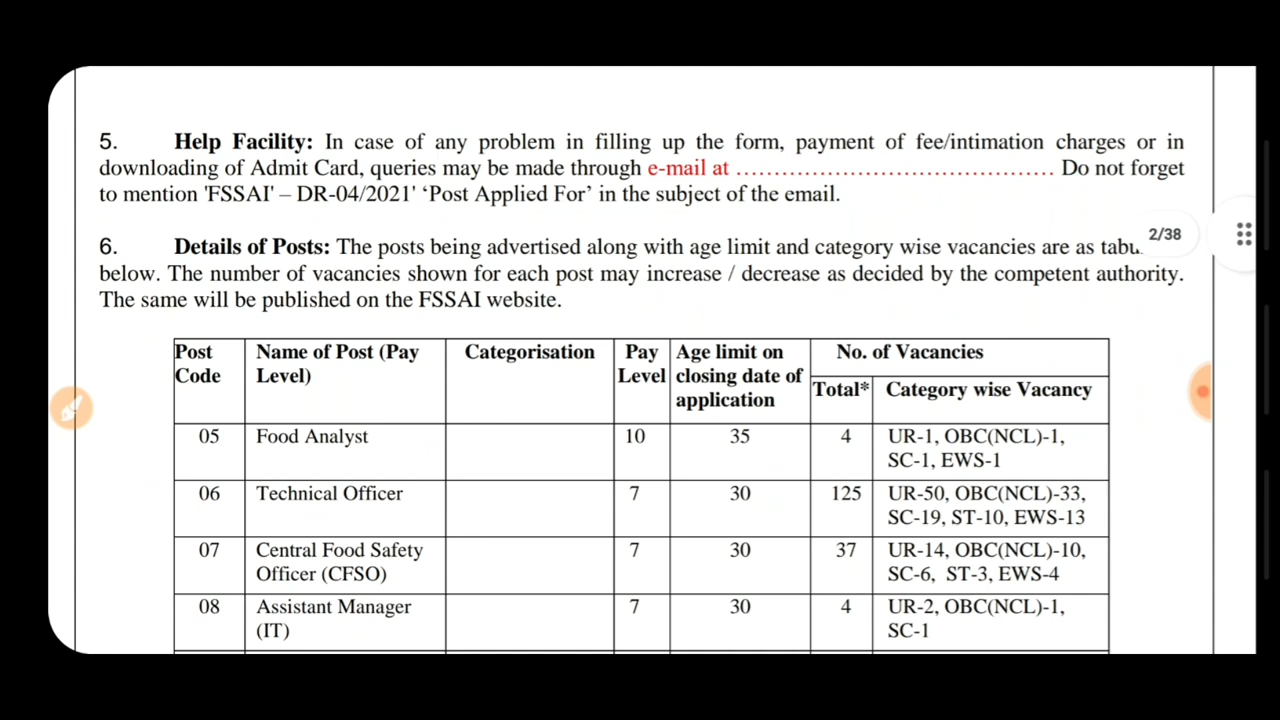 5. Help Facility: In case of any problem in filling up the form, payment of fee/intimation charges or in
downloading of Admit Card, queries may be made through e-mail at ………………………………… Do not forget
to mention 'FSSAI' – DR-04/2021' ‘Post Applied For’ in the subject of the email.
6. Details of Posts: The posts being advertised along with age limit and category wise vacancies are as
2/38
below. The number of vacancies shown for each post may increase / decrease as decided by the competent authority.
The same will be published on the FSSAI website.
Post Code Name of Post (Pay Level) Categorisation Pay Level Age limit on closing date of application No. of Vacancies
Total* Category wise Vacancy
05 Food Analyst 10 35 4 UR-1, OBC(NCL)-1,
SC-1, EWS-1
06 Technical Officer 7 30 125 UR-50, OBC(NCL)-33,
SC-19, ST-10, EWS-13
07 Central Food Safety 7 30 37 UR-14, OBC(NCL)-10,
Officer (CFSO) SC-6, ST-3, EWS-4
08 Assistant Manager 7 30 4 UR-2, OBC(NCL)-1,
(IT) SC-1